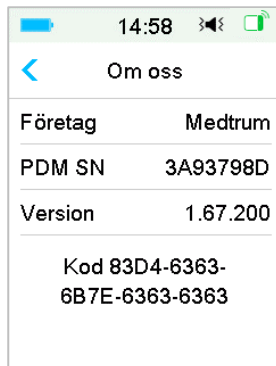 14:58
Om oss
Företag Medtrum
PDM SN 3A93798D
Version 1.67.200
Kod 83D4-6363-
6B7E-6363-6363